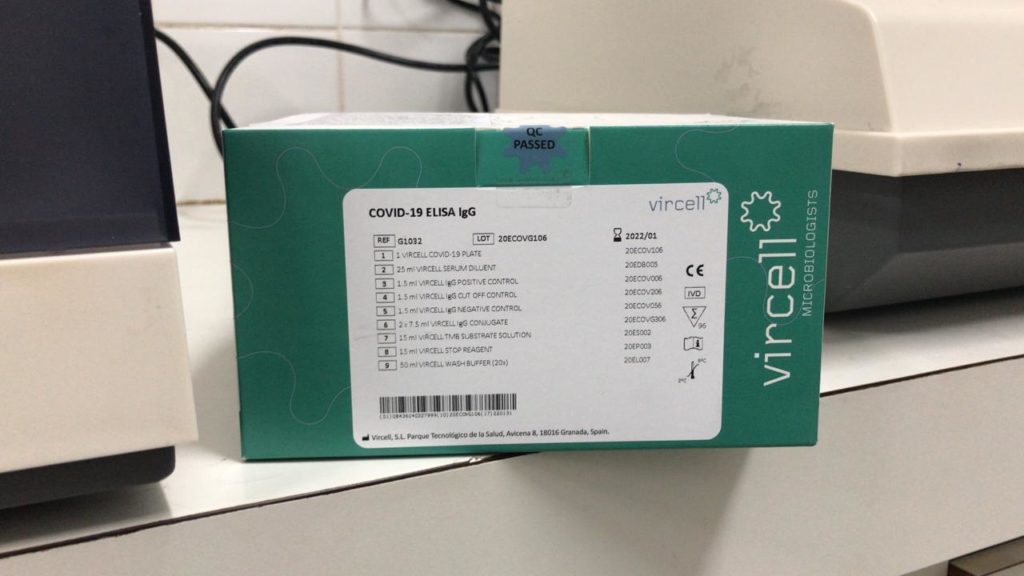 QC
PASSED
vircell
COVID-19 ELISA IgG
REF G1032 LOT 20ECOVG106 2022/01
1 1 VIRCELL COVID-19 PLATE 20ECOV106
2 25 ml VIRCELL SERUM DILUENT 20EDB005
3 1.5 ml VIRCELL IgG POSITIVE CONTROL 20ECOV006
4 1.5 ml VIRCELL IgG CUT OFF CONTROL 20ECOV206
5 1.5 ml VIRCELL IgG NEGATIVE CONTROL 20ECOV056
6 2 x 7.5 ml VIRCELL IgG CONJUGATE 20ECOVG306
7 15 ml VIRCELL TMB SUBSTRATE SOLUTION 20ES002
8 15 ml VIRCELL STOP REAGENT 20EP003
9 50 ml VIRCELL WASH BUFFER (20x) 20EL007
CE
IVD
Σ 96
i
2ºC 8ºC
Vircell, S.L. Parque Tecnológico de la Salud, Avicena 8, 18016 Granada, Spain.
vircell
MICROBIOLOGISTS